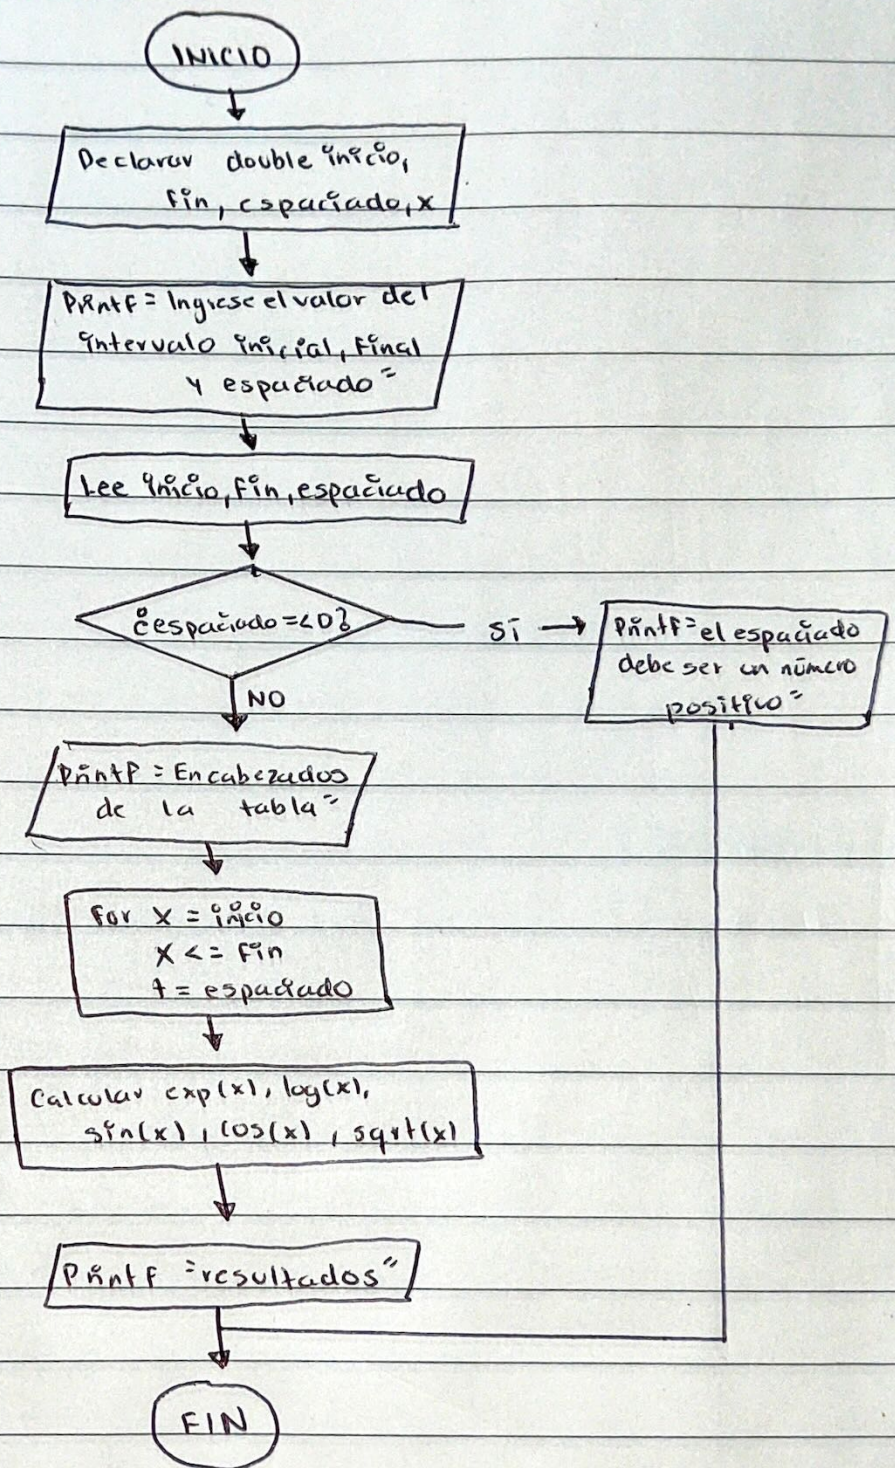 INICIO
Declarar double inicio,
fin, espaciado, x
Printf = Ingrese el valor del
intervalo inicial, final
y espaciado"
Lee inicio, fin, espaciado
¿espaciado=<0?
SI
Printf "el espaciado
debe ser un número
positivo"
NO
Printf = Encabezados
de la tabla"
for x = inicio
x <= fin
+= espaciado
Calcular exp(x), log(x),
sin(x), cos(x), sqrt(x)
Printf "resultados"
FIN